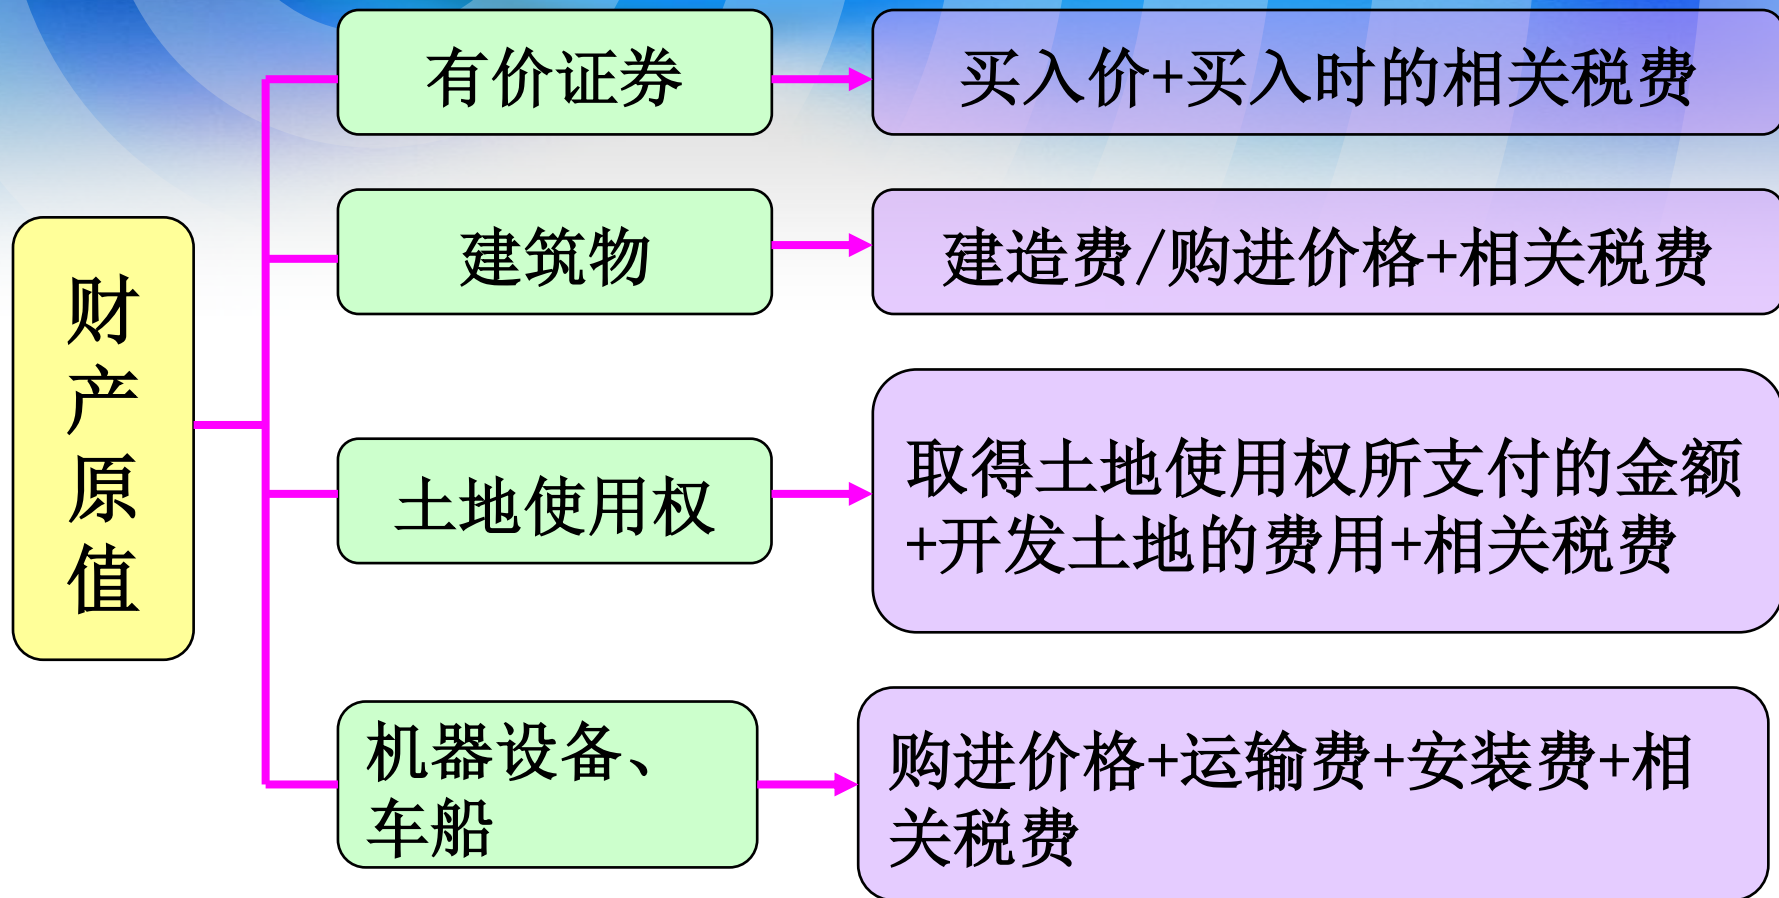 财产原值
有价证券
买入价+买入时的相关税费
建筑物
建造费/购进价格+相关税费
土地使用权
取得土地使用权所支付的金额
+开发土地的费用+相关税费
机器设备、
车船
购进价格+运输费+安装费+相
关税费